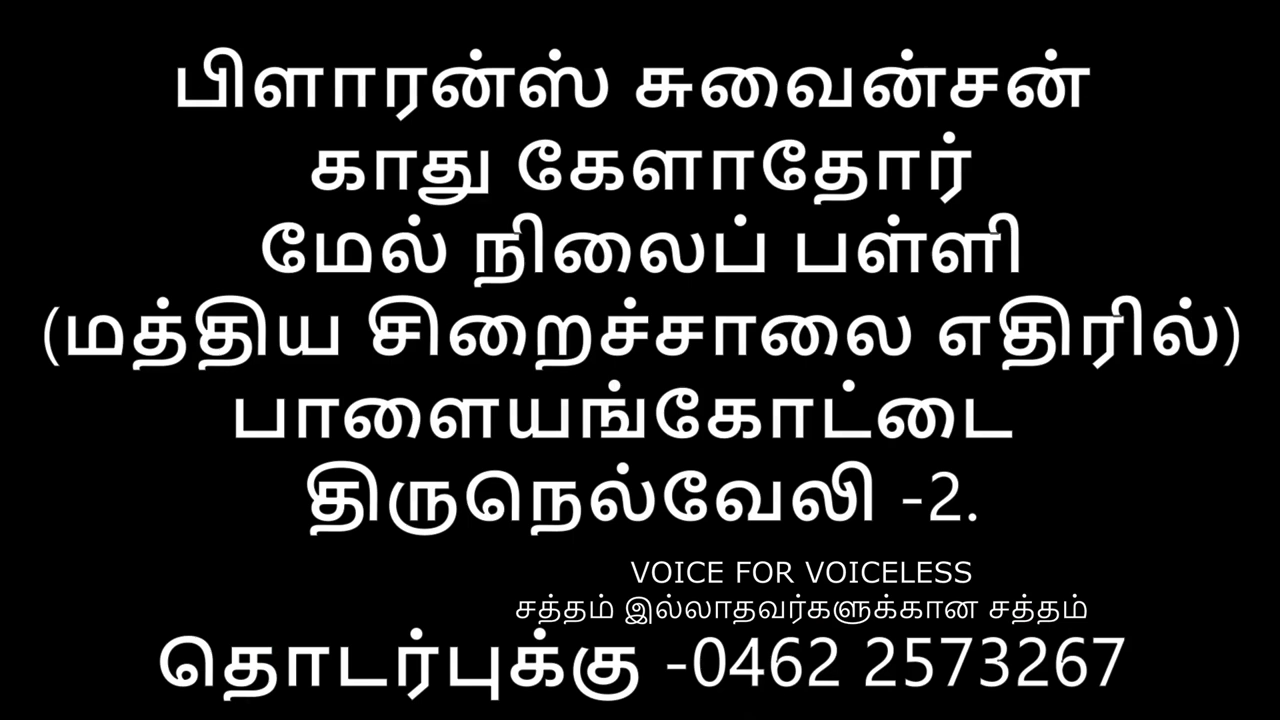 பிளாரன்ஸ் சுவைன்சன்
காது கேளாதோர்
மேல் நிலைப் பள்ளி
(மத்திய சிறைச்சாலை எதிரில்)
பாளையங்கோட்டை
திருநெல்வேலி -2.
VOICE FOR VOICELESS
சத்தம் இல்லாதவர்களுக்கான சத்தம்
தொடர்புக்கு -0462 2573267